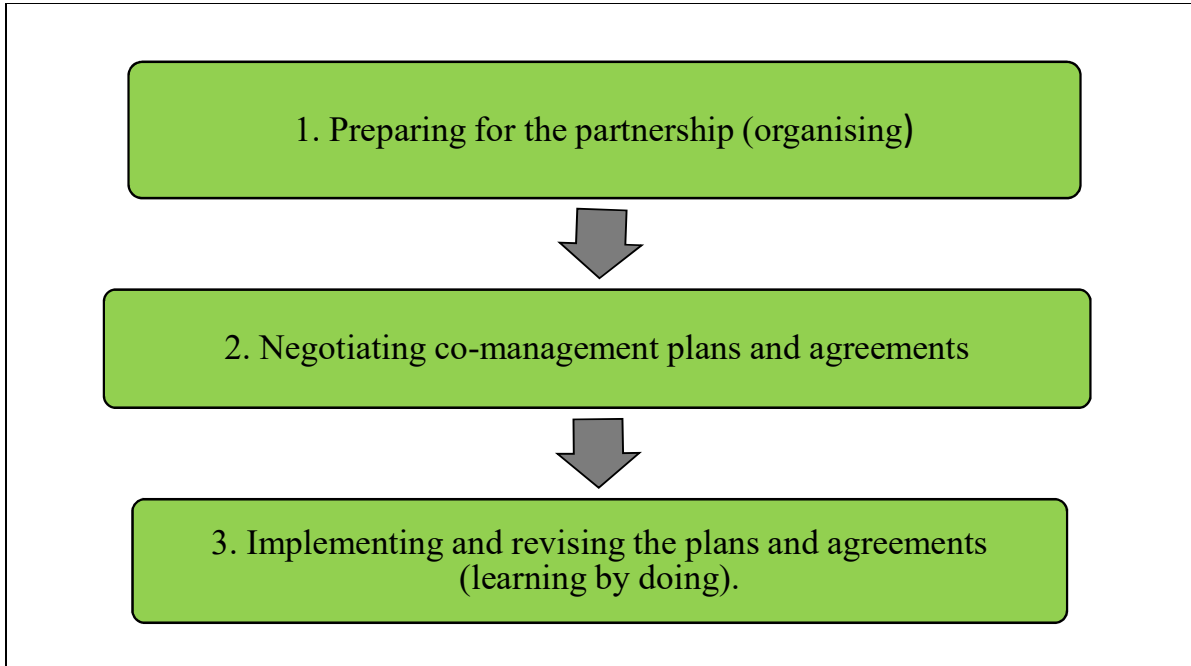 1. Preparing for the partnership (organising)
2. Negotiating co-management plans and agreements
3. Implementing and revising the plans and agreements
(learning by doing).